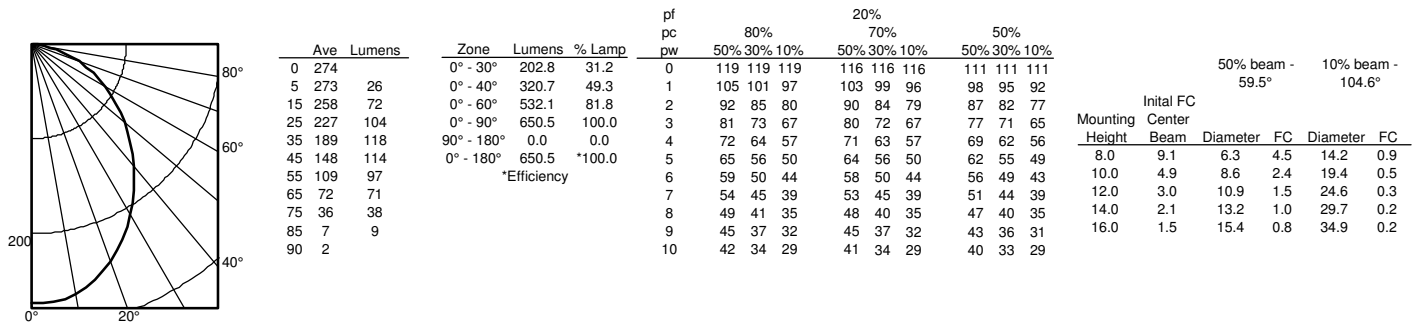 80°
60°
200
40°
0° 20°
Ave Lumens
0 274
5 273 26
15 258 72
25 227 104
35 189 118
45 148 114
55 109 97
65 72 71
75 36 38
85 7 9
90 2
Zone Lumens % Lamp
0° - 30° 202.8 31.2
0° - 40° 320.7 49.3
0° - 60° 532.1 81.8
0° - 90° 650.5 100.0
90° - 180° 0.0 0.0
0° - 180° 650.5 *100.0
*Efficiency
pf 20%
pc 80% 70% 50%
pw 50% 30% 10% 50% 30% 10% 50% 30% 10%
0 119 119 119 116 116 116 111 111 111
1 105 101 97 103 99 96 98 95 92
2 92 85 80 90 84 79 87 82 77
3 81 73 67 80 72 67 77 71 65
4 72 64 57 71 63 57 69 62 56
5 65 56 50 64 56 50 62 55 49
6 59 50 44 58 50 44 56 49 43
7 54 45 39 53 45 39 51 44 39
8 49 41 35 48 40 35 47 40 35
9 45 37 32 45 37 32 43 36 31
10 42 34 29 41 34 29 40 33 29
50% beam - 10% beam -
59.5° 104.6°
Inital FC
Mounting Center
Height Beam Diameter FC Diameter FC
8.0 9.1 6.3 4.5 14.2 0.9
10.0 4.9 8.6 2.4 19.4 0.5
12.0 3.0 10.9 1.5 24.6 0.3
14.0 2.1 13.2 1.0 29.7 0.2
16.0 1.5 15.4 0.8 34.9 0.2